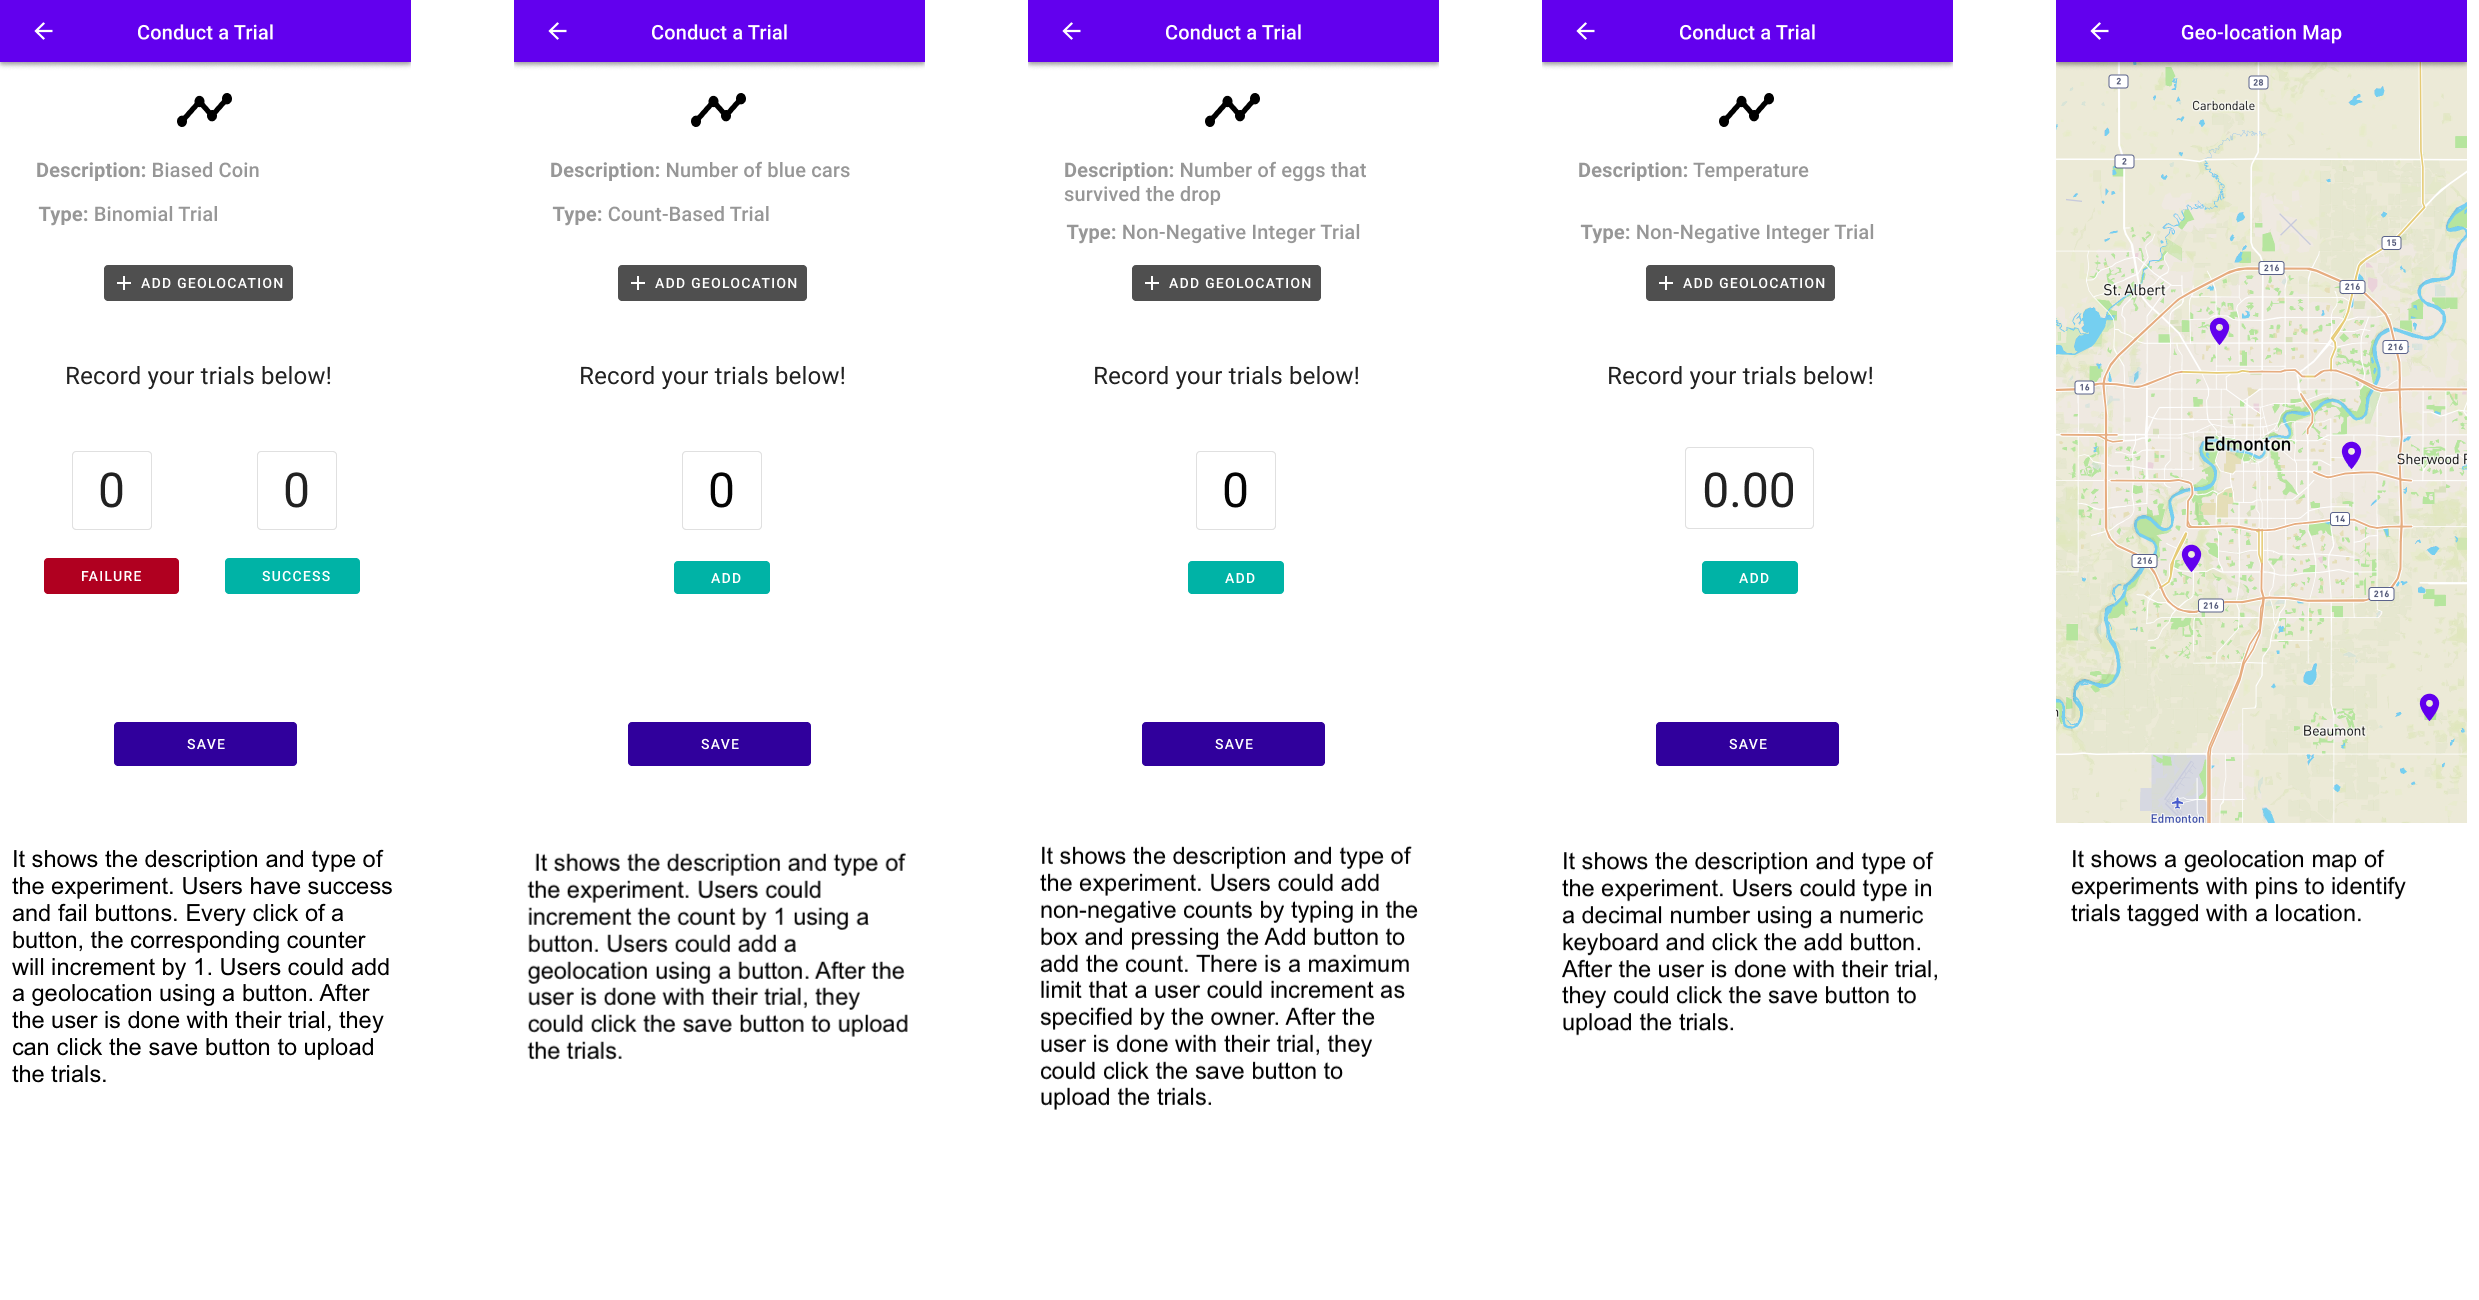 Conduct a Trial
Description: Biased Coin
Type: Binomial Trial
+ ADD GEOLOCATION
Record your trials below!
0 0
FAILURE SUCCESS
SAVE
It shows the description and type of
the experiment. Users have success
and fail buttons. Every click of a
button, the corresponding counter
will increment by 1. Users could add
a geolocation using a button. After
the user is done with their trial, they
can click the save button to upload
the trials.
Conduct a Trial
Description: Number of blue cars
Type: Count-Based Trial
+ ADD GEOLOCATION
Record your trials below!
0
ADD
SAVE
It shows the description and type of
the experiment. Users could
increment the count by 1 using a
button. Users could add a
geolocation using a button. After the
user is done with their trial, they
could click the save button to upload
the trials.
Conduct a Trial
Description: Number of eggs that
survived the drop
Type: Non-Negative Integer Trial
+ ADD GEOLOCATION
Record your trials below!
0
ADD
SAVE
It shows the description and type of
the experiment. Users could add
non-negative counts by typing in the
box and pressing the Add button to
add the count. There is a maximum
limit that a user could increment as
specified by the owner. After the
user is done with their trial, they
could click the save button to
upload the trials.
Conduct a Trial
Description: Temperature
Type: Non-Negative Integer Trial
+ ADD GEOLOCATION
Record your trials below!
0.00
ADD
SAVE
It shows the description and type of
the experiment. Users could type in
a decimal number using a numeric
keyboard and click the add button.
After the user is done with their trial,
they could click the save button to
upload the trials.
Geo-location Map
2
28
Carbondale
2
15
216
216
St. Albert
216
16
Edmonton
Sherwood
14
216
216
216
Beaumont
Edmonton
It shows a geolocation map of
experiments with pins to identify
trials tagged with a location.